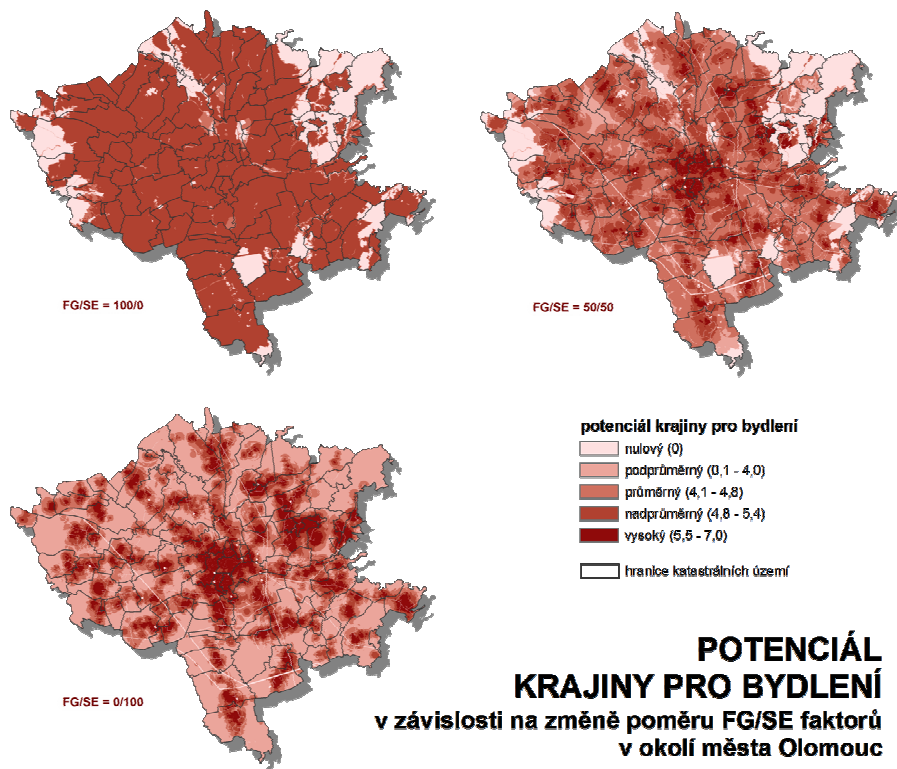 FG/SE = 100/0
FG/SE = 50/50
FG/SE = 0/100
potenciál krajiny pro bydlení
nulový (0)
podprůměrný (0,1 - 4,0)
průměrný (4,1 - 4,8)
nadprůměrný (4,8 - 5,4)
vysoký (5,5 - 7,0)
hranice katastrálních území
POTENCIÁL
KRAJINY PRO BYDLENÍ
v závislosti na změně poměru FG/SE faktorů
v okolí města Olomouc